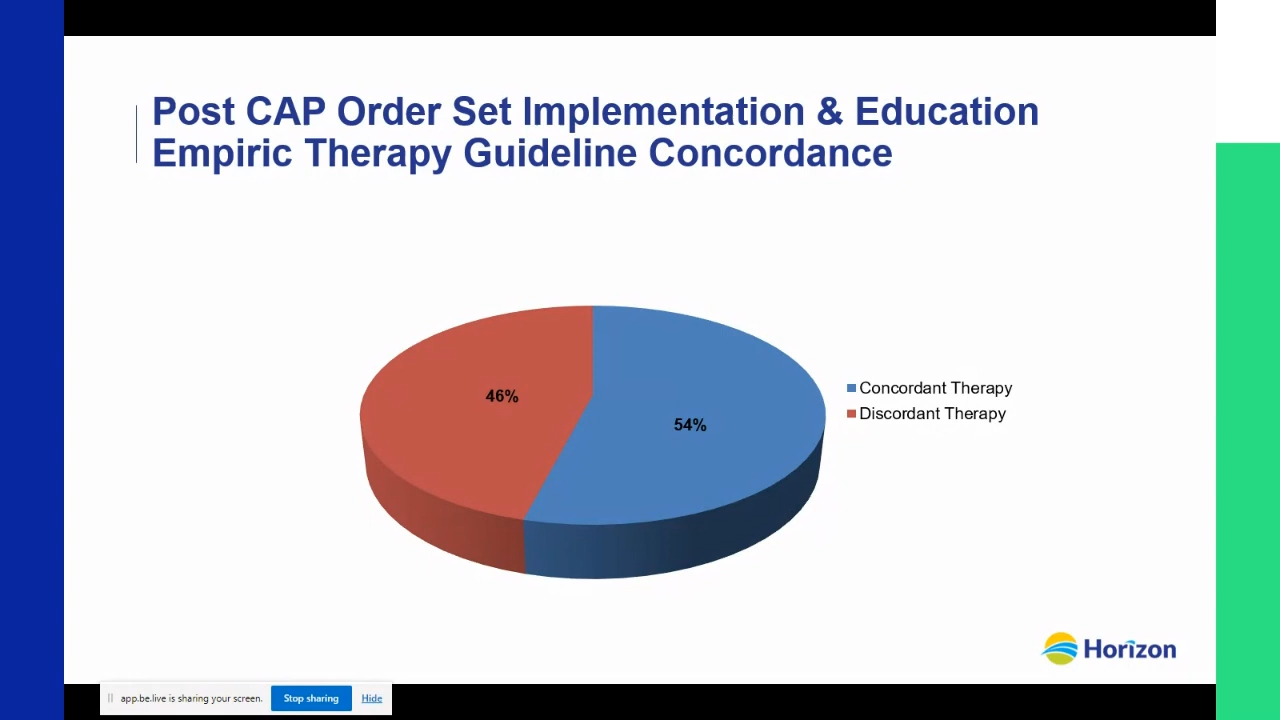 Post CAP Order Set Implementation & Education
Empiric Therapy Guideline Concordance
46%
54%
Concordant Therapy
Discordant Therapy
Horizon
app.be.live is sharing your screen. Stop sharing Hide